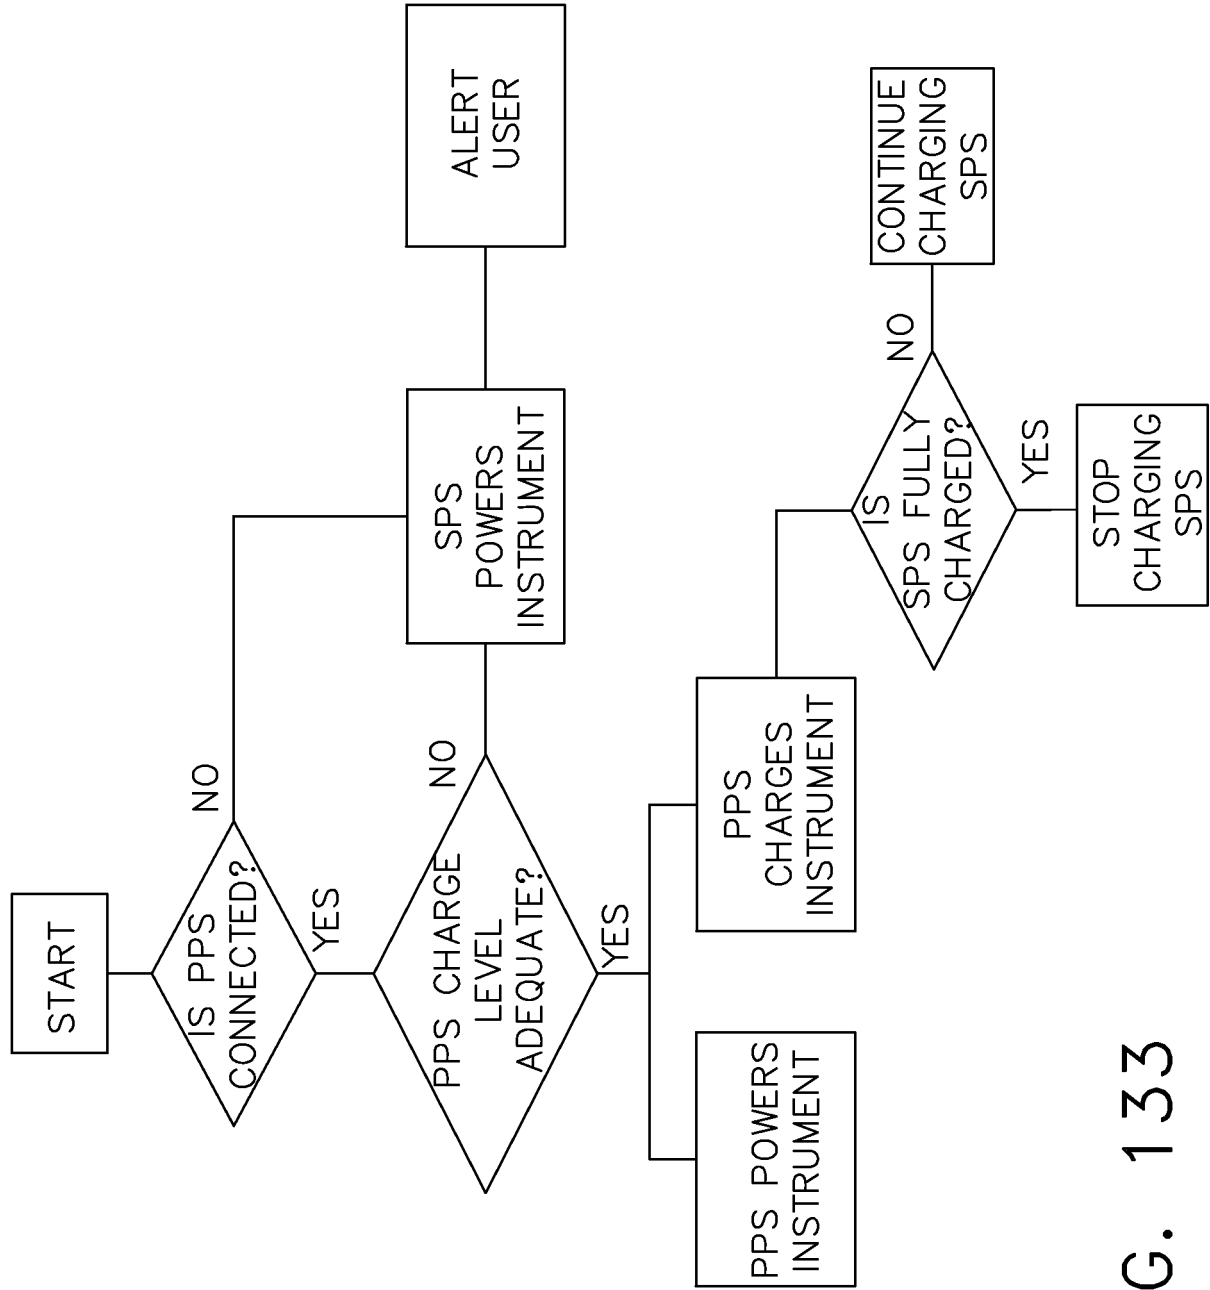 START
IS PPS
CONNECTED?
NO
YES
PPS CHARGE
LEVEL
ADEQUATE?
NO
YES
SPS
POWERS
INSTRUMENT
ALERT
USER
PPS POWERS
INSTRUMENT
PPS
CHARGES
INSTRUMENT
IS
SPS FULLY
CHARGED?
NO
YES
CONTINUE
CHARGING
SPS
STOP
CHARGING
SPS
G. 133